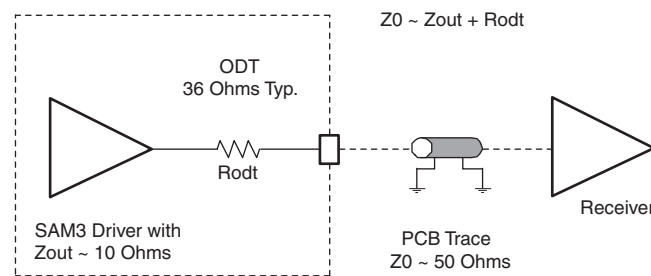 Z0 ~ Zout + Rodt
ODT
36 Ohms Typ.
Rodt
Receiver
SAM3 Driver with
Zout ~ 10 Ohms
PCB Trace
Z0 ~ 50 Ohms